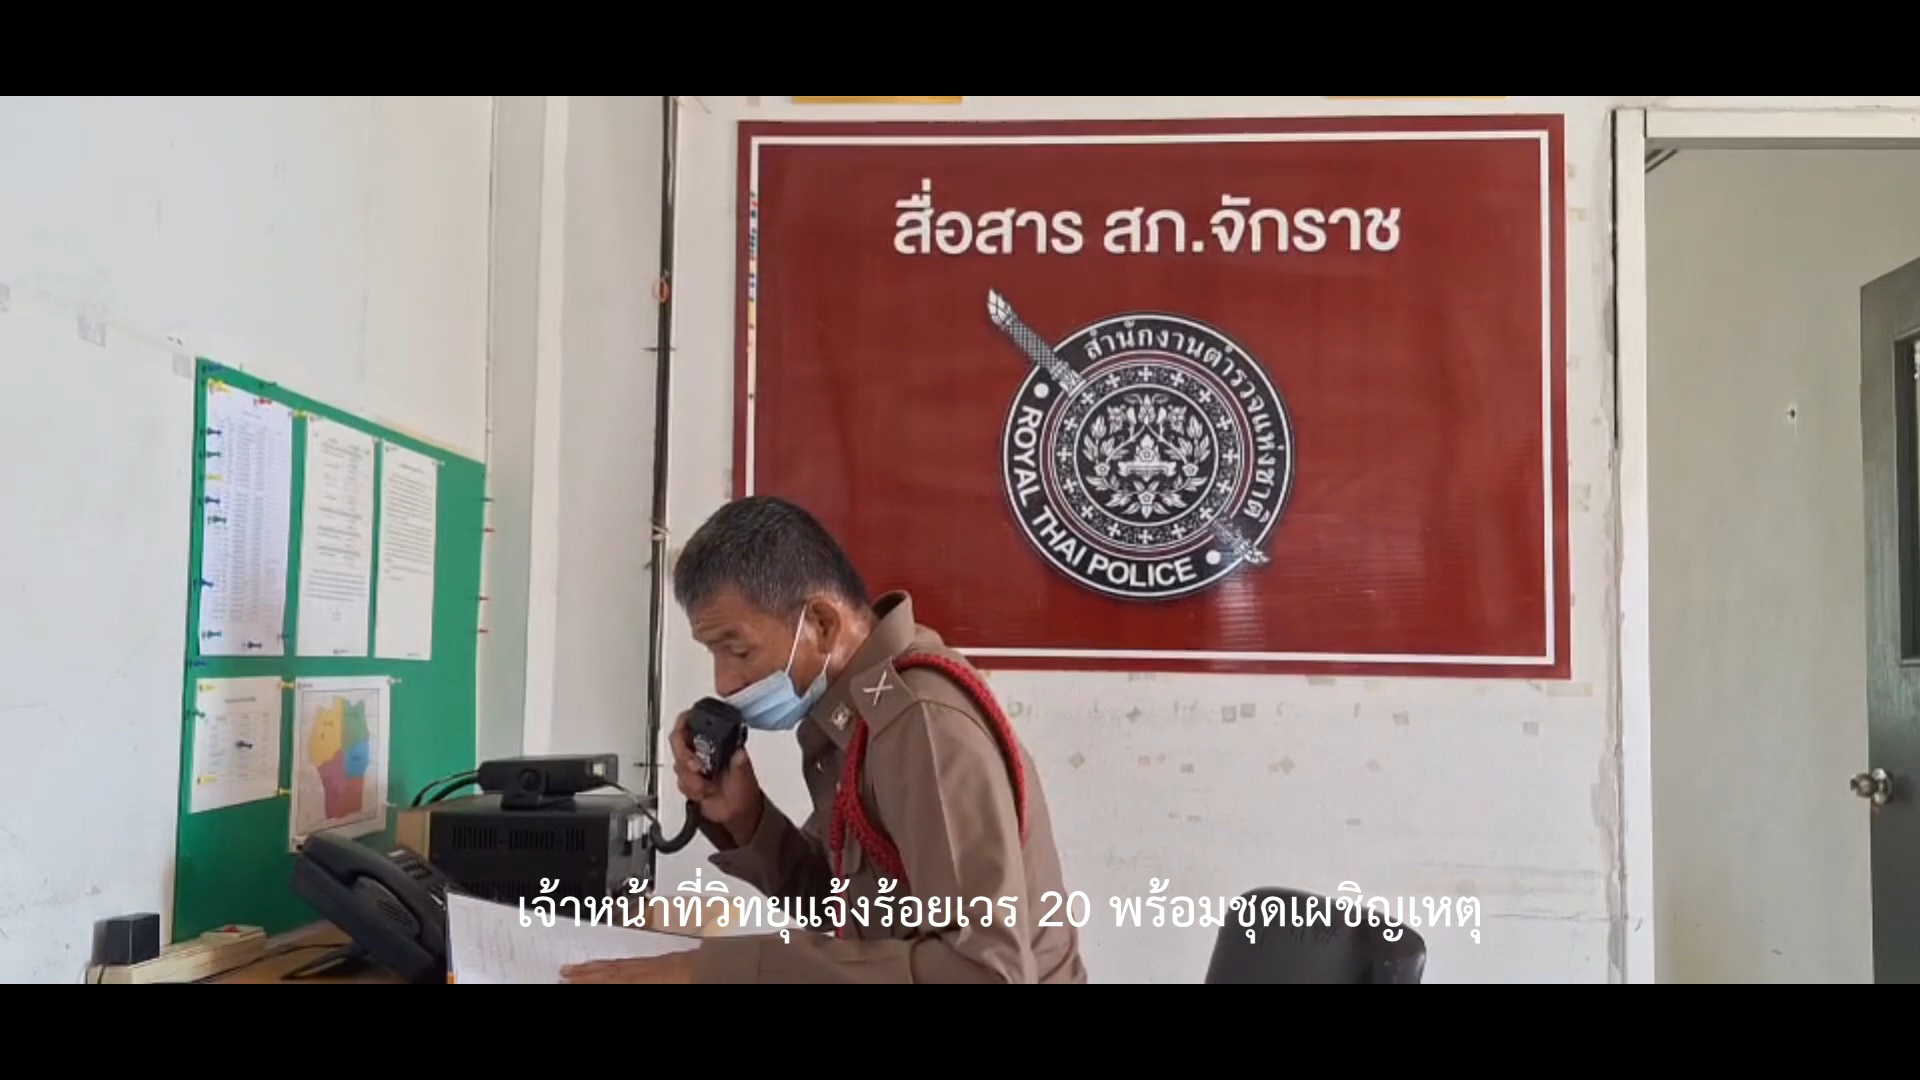 สื่อสาร สภ.จักราช
สำนักงานตำรวจแห่งชาติ
ROYAL THAI POLICE
เจ้าหน้าที่วิทยุแจ้งร้อยเวร 20 พร้อมชุดเผชิญเหตุ